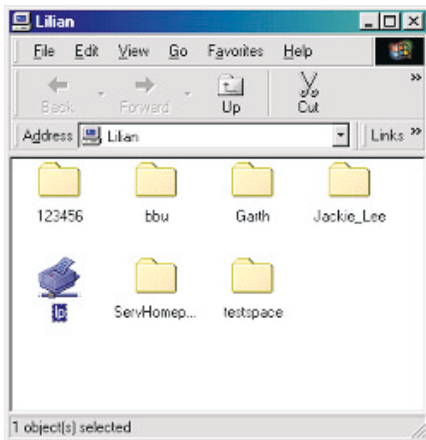 Lilian
File Edit View Go Favorites Help
Back Forward Up Cut »
Address Lilian Links »
123456 bbu Garth Jackie_Lee
lp ServHomep... testspace
1 object(s) selected